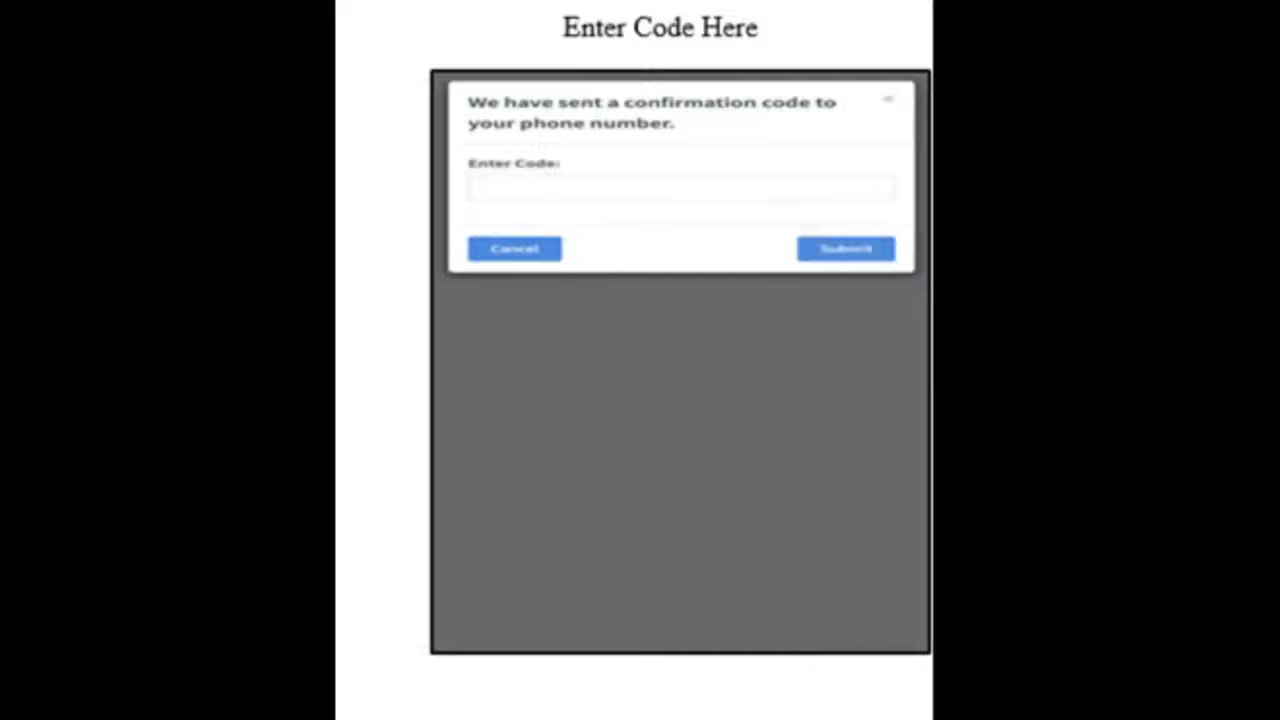 Enter Code Here
We have sent a confirmation code to
your phone number.
Enter Code:
Cancel
Submit